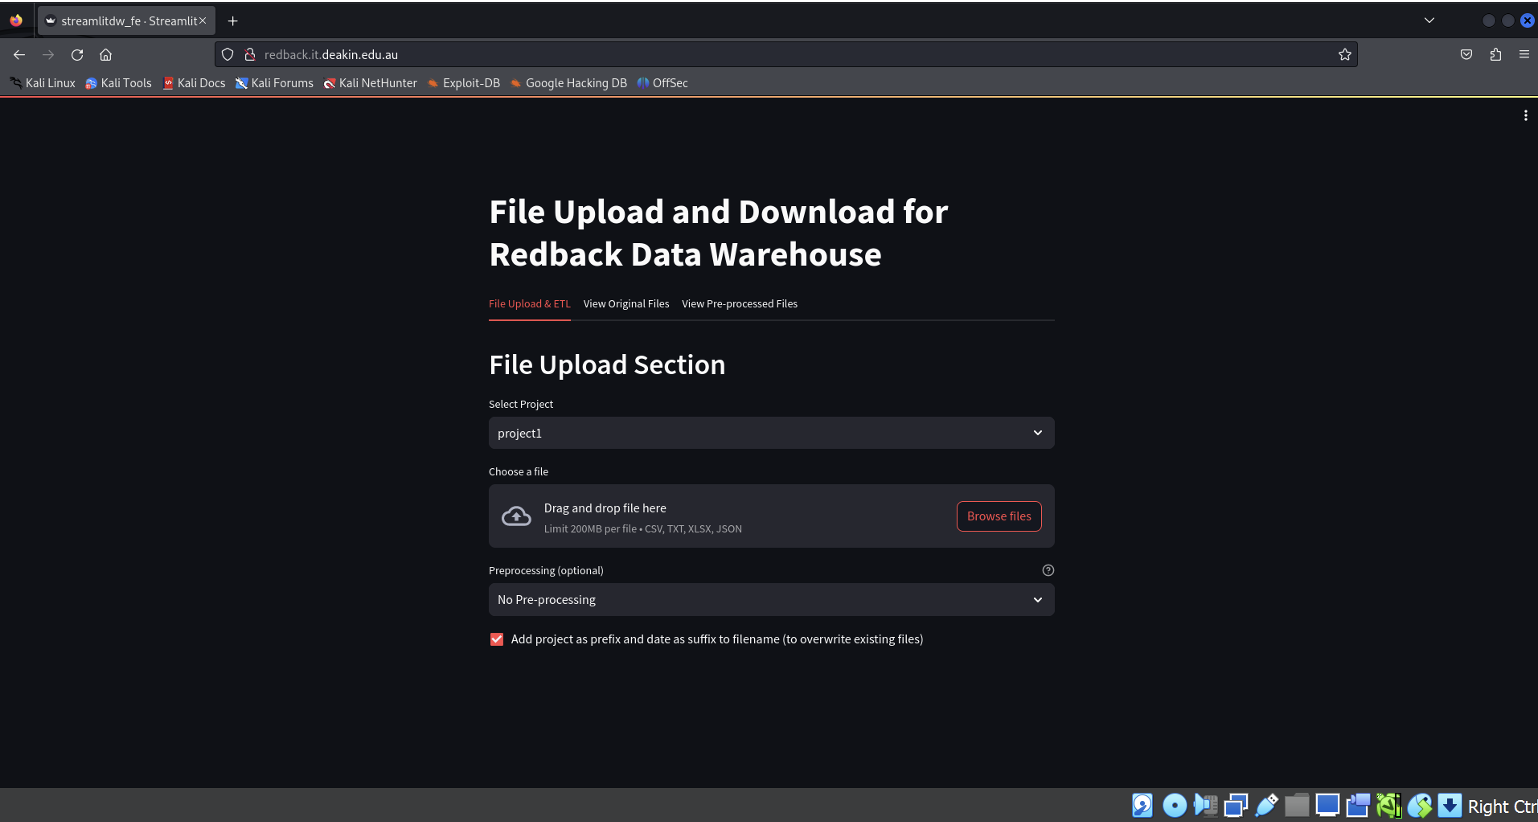 streamlitdw_fe · Streamlit
redback.it.deakin.edu.au
Kali Linux Kali Tools Kali Docs Kali Forums Kali NetHunter Exploit-DB Google Hacking DB OffSec
File Upload and Download for
Redback Data Warehouse
File Upload & ETL View Original Files View Pre-processed Files
File Upload Section
Select Project
project1
Choose a file
Drag and drop file here
Limit 200MB per file • CSV, TXT, XLSX, JSON
Browse files
Preprocessing (optional)
No Pre-processing
Add project as prefix and date as suffix to filename (to overwrite existing files)
Right Ctrl